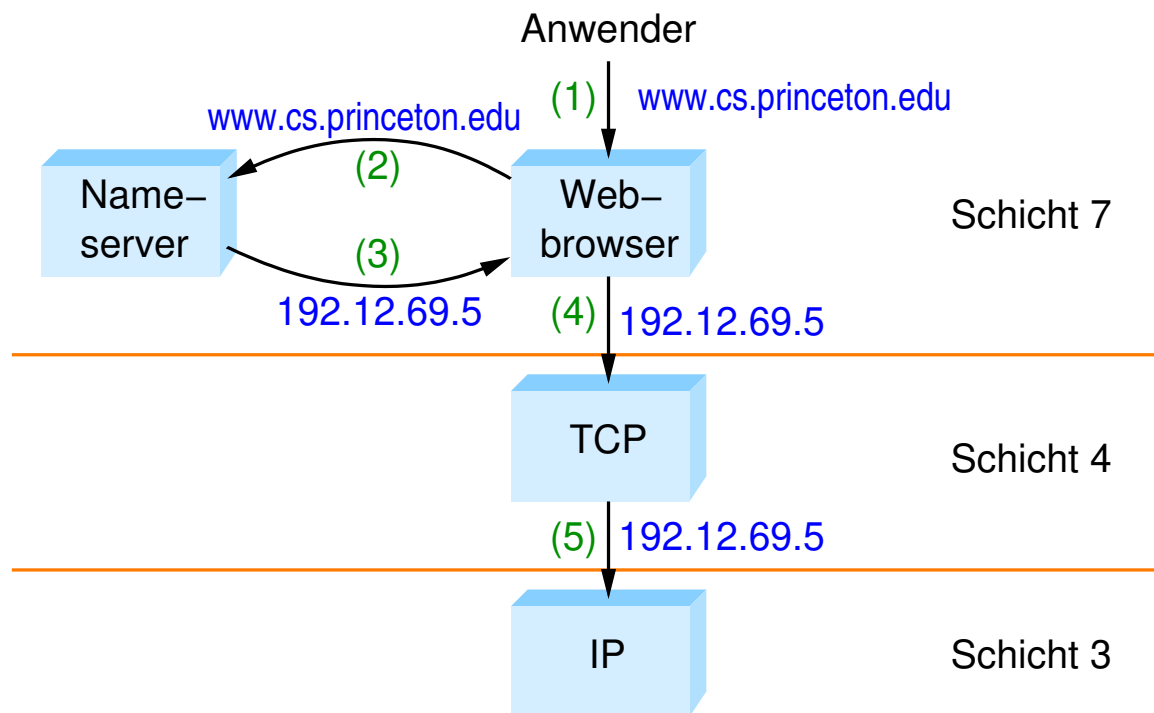 Anwender
(1)
www.cs.princeton.edu
www.cs.princeton.edu
(2)
Name–
server
Web–
browser
Schicht 7
(3)
192.12.69.5
(4)
192.12.69.5
TCP
Schicht 4
(5)
192.12.69.5
IP
Schicht 3